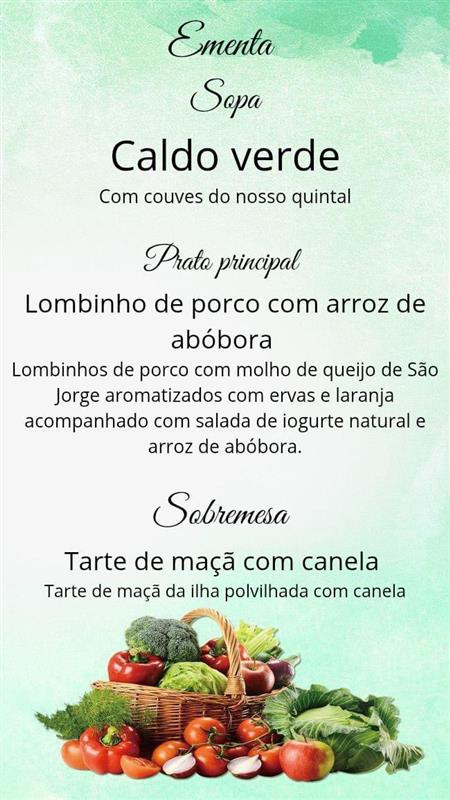 Ementa
Sopa
Caldo verde
Com couves do nosso quintal
Prato principal
Lombinho de porco com arroz de
abóbora
Lombinhos de porco com molho de queijo de São
Jorge aromatizados com ervas e laranja
acompanhado com salada de iogurte natural e
arroz de abóbora.
Sobremesa
Tarte de maçã com canela
Tarte de maçã da ilha polvilhada com canela